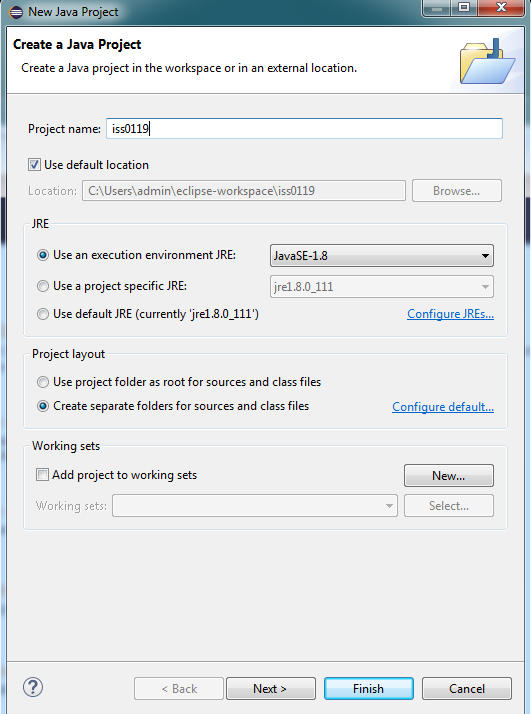 New Java Project
Create a Java Project
Create a Java project in the workspace or in an external location.
Project name: iss0119
Use default location
Location: C:\Users\admin\eclipse-workspace\iss0119 Browse...
JRE
Use an execution environment JRE: JavaSE-1.8
Use a project specific JRE: jre1.8.0_111
Use default JRE (currently 'jre1.8.0_111') Configure JREs...
Project layout
Use project folder as root for sources and class files
Create separate folders for sources and class files Configure default...
Working sets
Add project to working sets New...
Working sets: Select...
? < Back Next > Finish Cancel